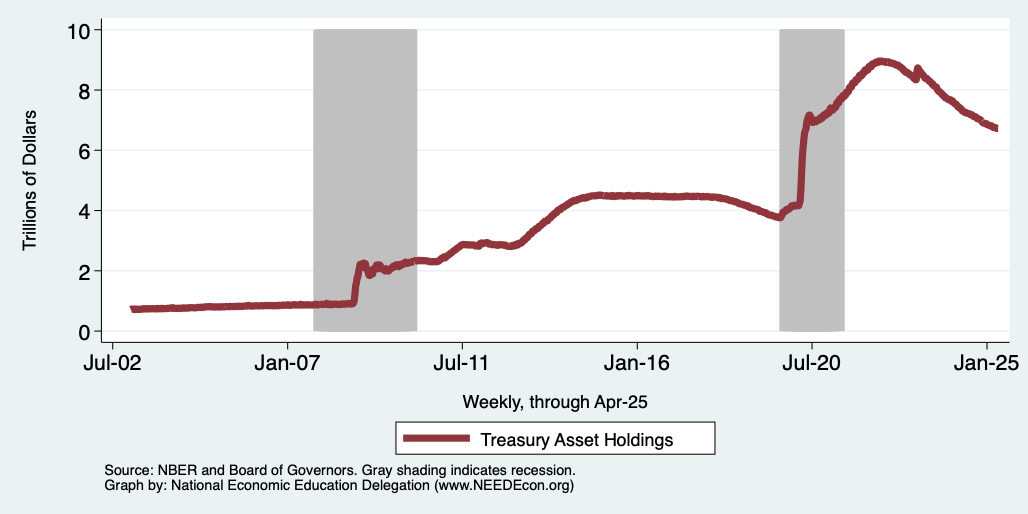 10
8
6
4
2
0
Trillions of Dollars
Jul-02 Jan-07 Jul-11 Jan-16 Jul-20 Jan-25
Weekly, through Apr-25
Treasury Asset Holdings
Source: NBER and Board of Governors. Gray shading indicates recession.
Graph by: National Economic Education Delegation (www.NEEDEcon.org)